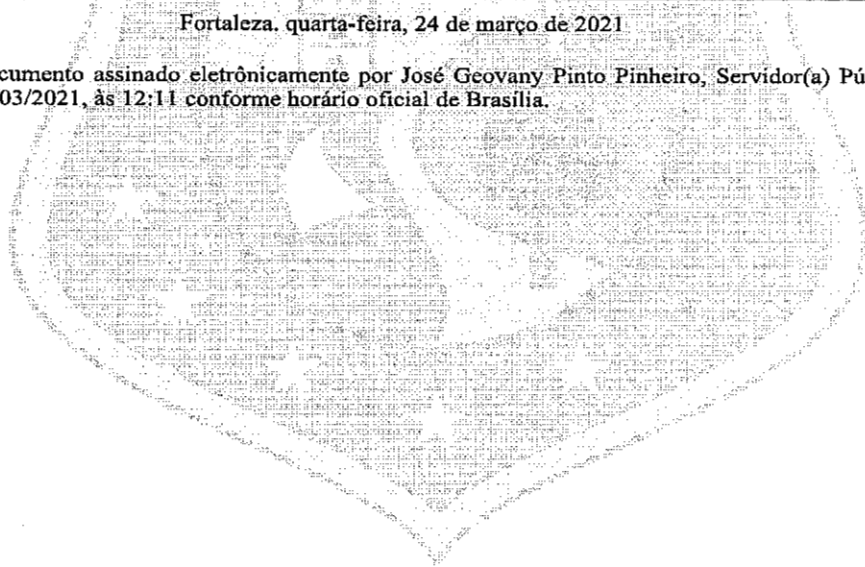 Fortaleza. quarta-feira, 24 de março de 2021
cumento assinado eletrônicamente por José Geovany Pinto Pinheiro, Servidor(a) Pú
03/2021, às 12:11 conforme horário oficial de Brasília.